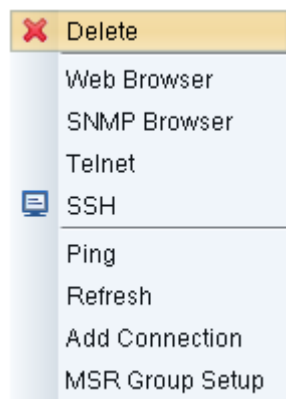 Delete
Web Browser
SNMP Browser
Telnet
SSH
Ping
Refresh
Add Connection
MSR Group Setup